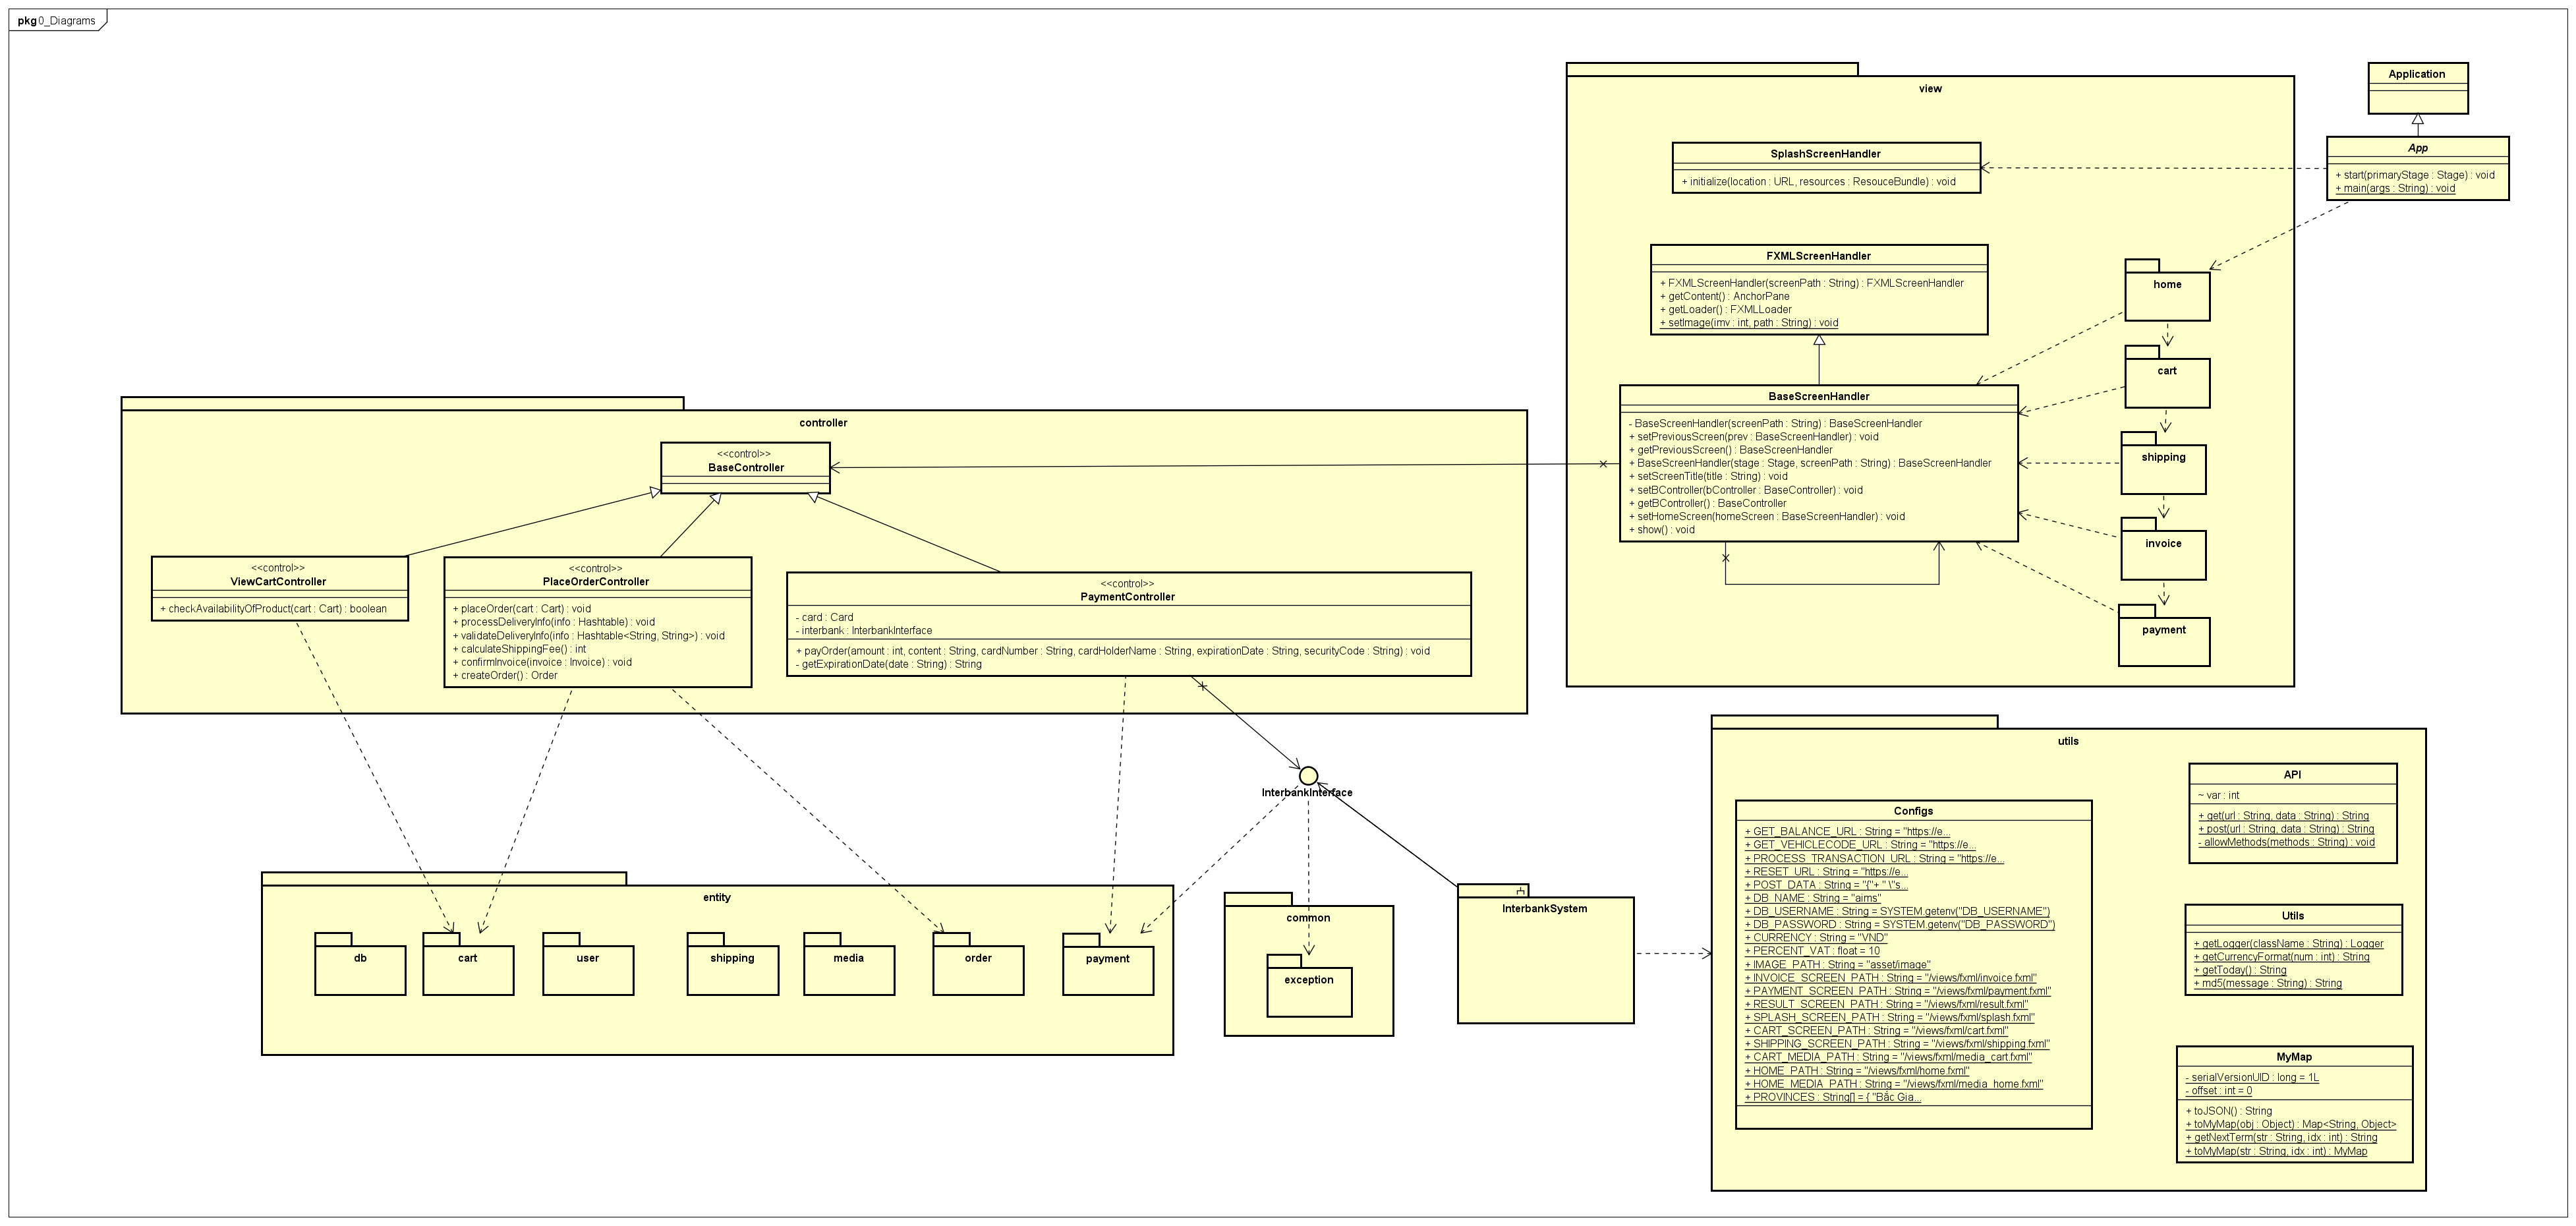 pkg 0_Diagrams
view
Application
App
+ start(primaryStage : Stage) : void
+ main(args : String) : void
SplashScreenHandler
+ initialize(location : URL, resources : ResouceBundle) : void
FXMLScreenHandler
+ FXMLScreenHandler(screenPath : String) : FXMLScreenHandler
+ getContent() : AnchorPane
+ getLoader() : FXMLLoader
+ setImage(imv : int, path : String) : void
BaseScreenHandler
- BaseScreenHandler(screenPath : String) : BaseScreenHandler
+ setPreviousScreen(prev : BaseScreenHandler) : void
+ getPreviousScreen() : BaseScreenHandler
+ BaseScreenHandler(stage : Stage, screenPath : String) : BaseScreenHandler
+ setScreenTitle(title : String) : void
+ setBController(bController : BaseController) : void
+ getBController() : BaseController
+ setHomeScreen(homeScreen : BaseScreenHandler) : void
+ show() : void
home
cart
shipping
invoice
payment
controller
<<control>>
BaseController
<<control>>
ViewCartController
+ checkAvailabilityOfProduct(cart : Cart) : boolean
<<control>>
PlaceOrderController
+ placeOrder(cart : Cart) : void
+ processDeliveryInfo(info : Hashtable) : void
+ validateDeliveryInfo(info : Hashtable<String, String>) : void
+ calculateShippingFee() : int
+ confirmInvoice(invoice : Invoice) : void
+ createOrder() : Order
<<control>>
PaymentController
- card : Card
- interbank : InterbankInterface
+ payOrder(amount : int, content : String, cardNumber : String, cardHolderName : String, expirationDate : String, securityCode : String) : void
- getExpirationDate(date : String) : String
InterbankInterface
entity
db
cart
user
shipping
media
order
payment
common
exception
InterbankSystem
utils
Configs
+ GET_BALANCE_URL : String = "https://e...
+ GET_VEHICLECODE_URL : String = "https://e...
+ PROCESS_TRANSACTION_URL : String = "https://e...
+ RESET_URL : String = "https://e...
+ POST_DATA : String = "{"+ " \"s...
+ DB_NAME : String = "aims"
+ DB_USERNAME : String = SYSTEM.getenv("DB_USERNAME")
+ DB_PASSWORD : String = SYSTEM.getenv("DB_PASSWORD")
+ CURRENCY : String = "VND"
+ PERCENT_VAT : float = 10
+ IMAGE_PATH : String = "asset/image"
+ INVOICE_SCREEN_PATH : String = "/views/fxml/invoice.fxml"
+ PAYMENT_SCREEN_PATH : String = "/views/fxml/payment.fxml"
+ RESULT_SCREEN_PATH : String = "/views/fxml/result.fxml"
+ SPLASH_SCREEN_PATH : String = "/views/fxml/splash.fxml"
+ CART_SCREEN_PATH : String = "/views/fxml/cart.fxml"
+ SHIPPING_SCREEN_PATH : String = "/views/fxml/shipping.fxml"
+ CART_MEDIA_PATH : String = "/views/fxml/media_cart.fxml"
+ HOME_PATH : String = "/views/fxml/home.fxml"
+ HOME_MEDIA_PATH : String = "/views/fxml/media_home.fxml"
+ PROVINCES : String[] = { "Bắc Gia...
API
~ var : int
+ get(url : String, data : String) : String
+ post(url : String, data : String) : String
- allowMethods(methods : String) : void
Utils
+ getLogger(className : String) : Logger
+ getCurrencyFormat(num : int) : String
+ getToday() : String
+ md5(message : String) : String
MyMap
- serialVersionUID : long = 1L
- offset : int = 0
+ toJSON() : String
+ toMyMap(obj : Object) : Map<String, Object>
+ getNextTerm(str : String, idx : int) : String
+ toMyMap(str : String, idx : int) : MyMap